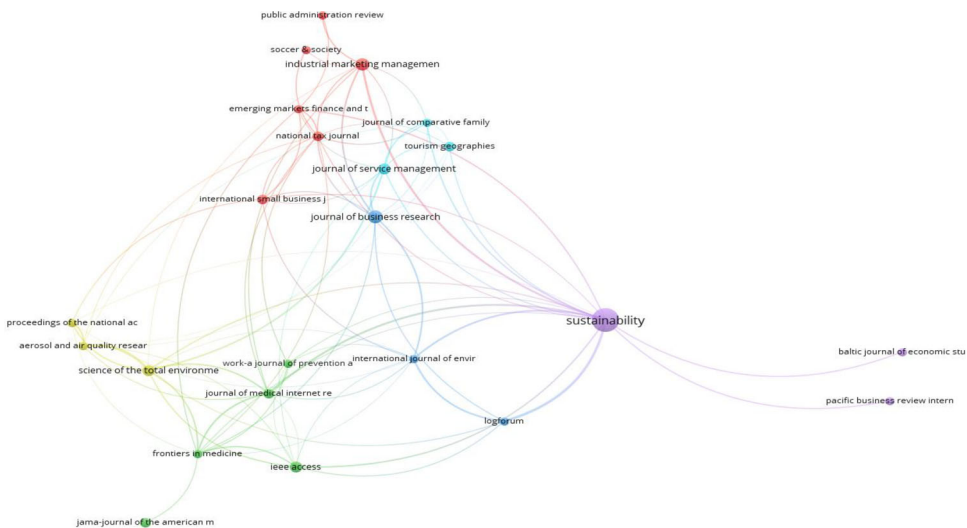 public administration review
soccer & society
industrial marketing managemen
emerging markets finance and t
journal of comparative family
national tax journal
tourism geographies
journal of service management
international small business j
journal of business research
sustainability
proceedings of the national ac
aerosol and air quality resear
baltic journal of economic stu
international journal of envir
work-a journal of prevention a
science of the total environme
journal of medical internet re
pacific business review intern
logforum
frontiers in medicine
ieee access
jama-journal of the american m